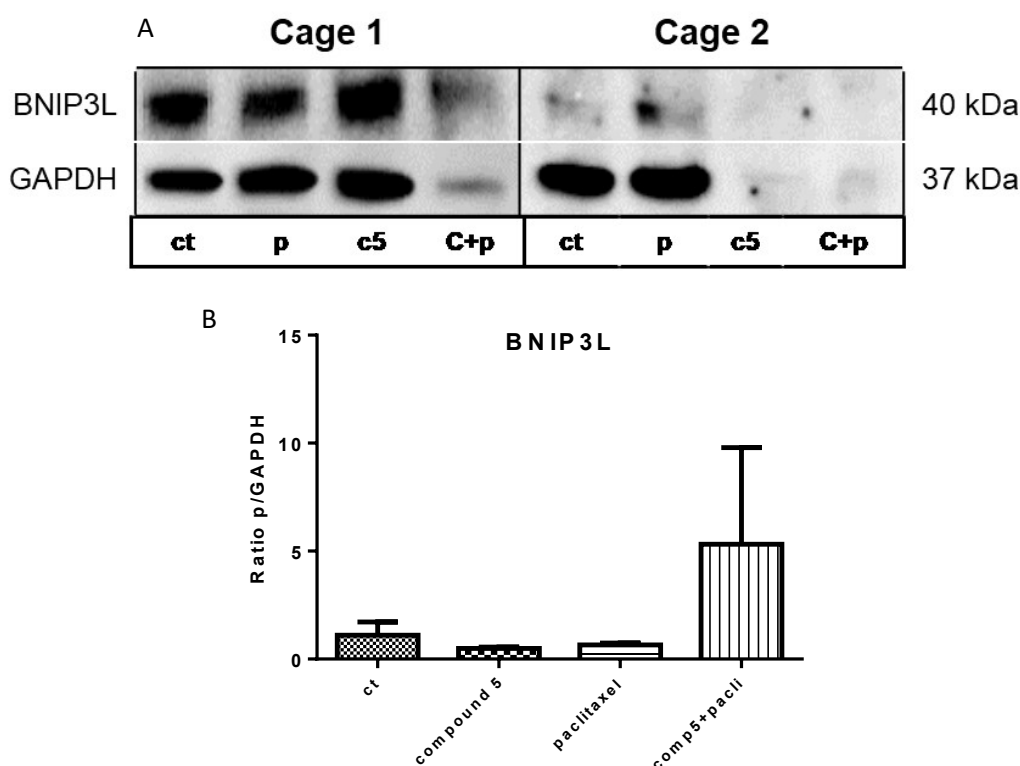 A
Cage 1 Cage 2
BNIP3L 40 kDa
GAPDH 37 kDa
ct p c5 C+p ct p c5 C+p
B
BNIP3L
Ratio p/GAPDH
15
10
5
0
ct
compound 5
paclitaxel
comp5+pacli